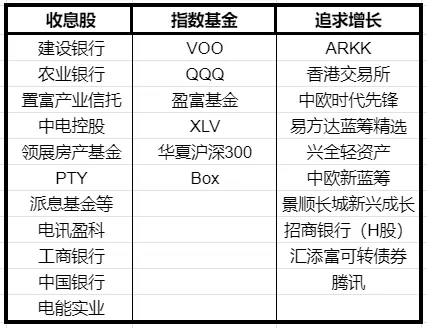 收息股 指数基金 追求增长
建设银行 VOO ARKK
农业银行 QQQ 香港交易所
置富产业信托 盈富基金 中欧时代先锋
中电控股 XLV 易方达蓝筹精选
领展房产基金 华夏沪深300 兴全轻资产
PTY Box 中欧新蓝筹
派息基金等 景顺长城新兴成长
电讯盈科 招商银行（H股）
工商银行 汇添富可转债券
中国银行 腾讯
电能实业